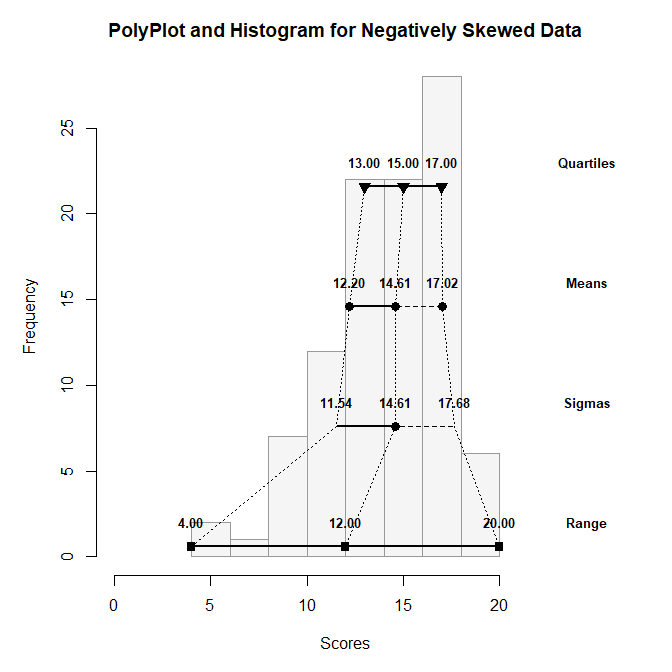 PolyPlot and Histogram for Negatively Skewed Data
25
13.00 15.00 17.00 Quartiles
20
12.20 14.61 17.02 Means
15
Frequency
10
11.54 14.61 17.68 Sigmas
5
4.00 12.00 20.00 Range
0
0 5 10 15 20
Scores